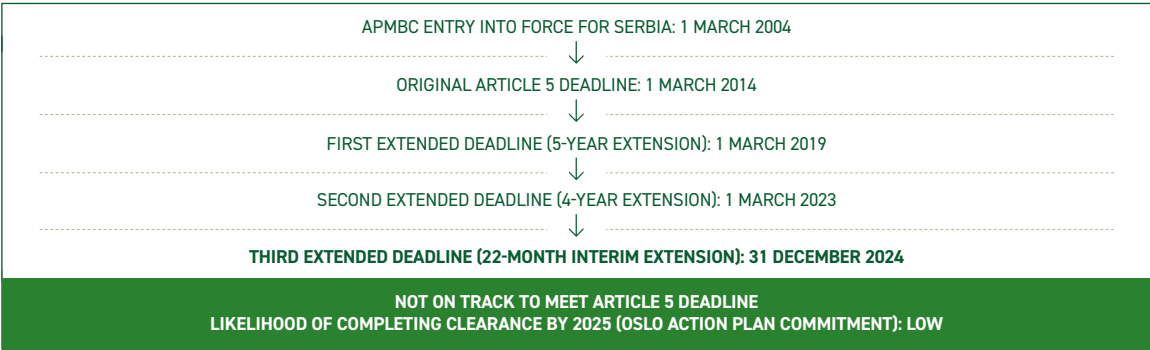 APMBC ENTRY INTO FORCE FOR SERBIA: 1 MARCH 2004
ORIGINAL ARTICLE 5 DEADLINE: 1 MARCH 2014
FIRST EXTENDED DEADLINE (5-YEAR EXTENSION): 1 MARCH 2019
SECOND EXTENDED DEADLINE (4-YEAR EXTENSION): 1 MARCH 2023
THIRD EXTENDED DEADLINE (22-MONTH INTERIM EXTENSION): 31 DECEMBER 2024
NOT ON TRACK TO MEET ARTICLE 5 DEADLINE
LIKELIHOOD OF COMPLETING CLEARANCE BY 2025 (OSLO ACTION PLAN COMMITMENT): LOW